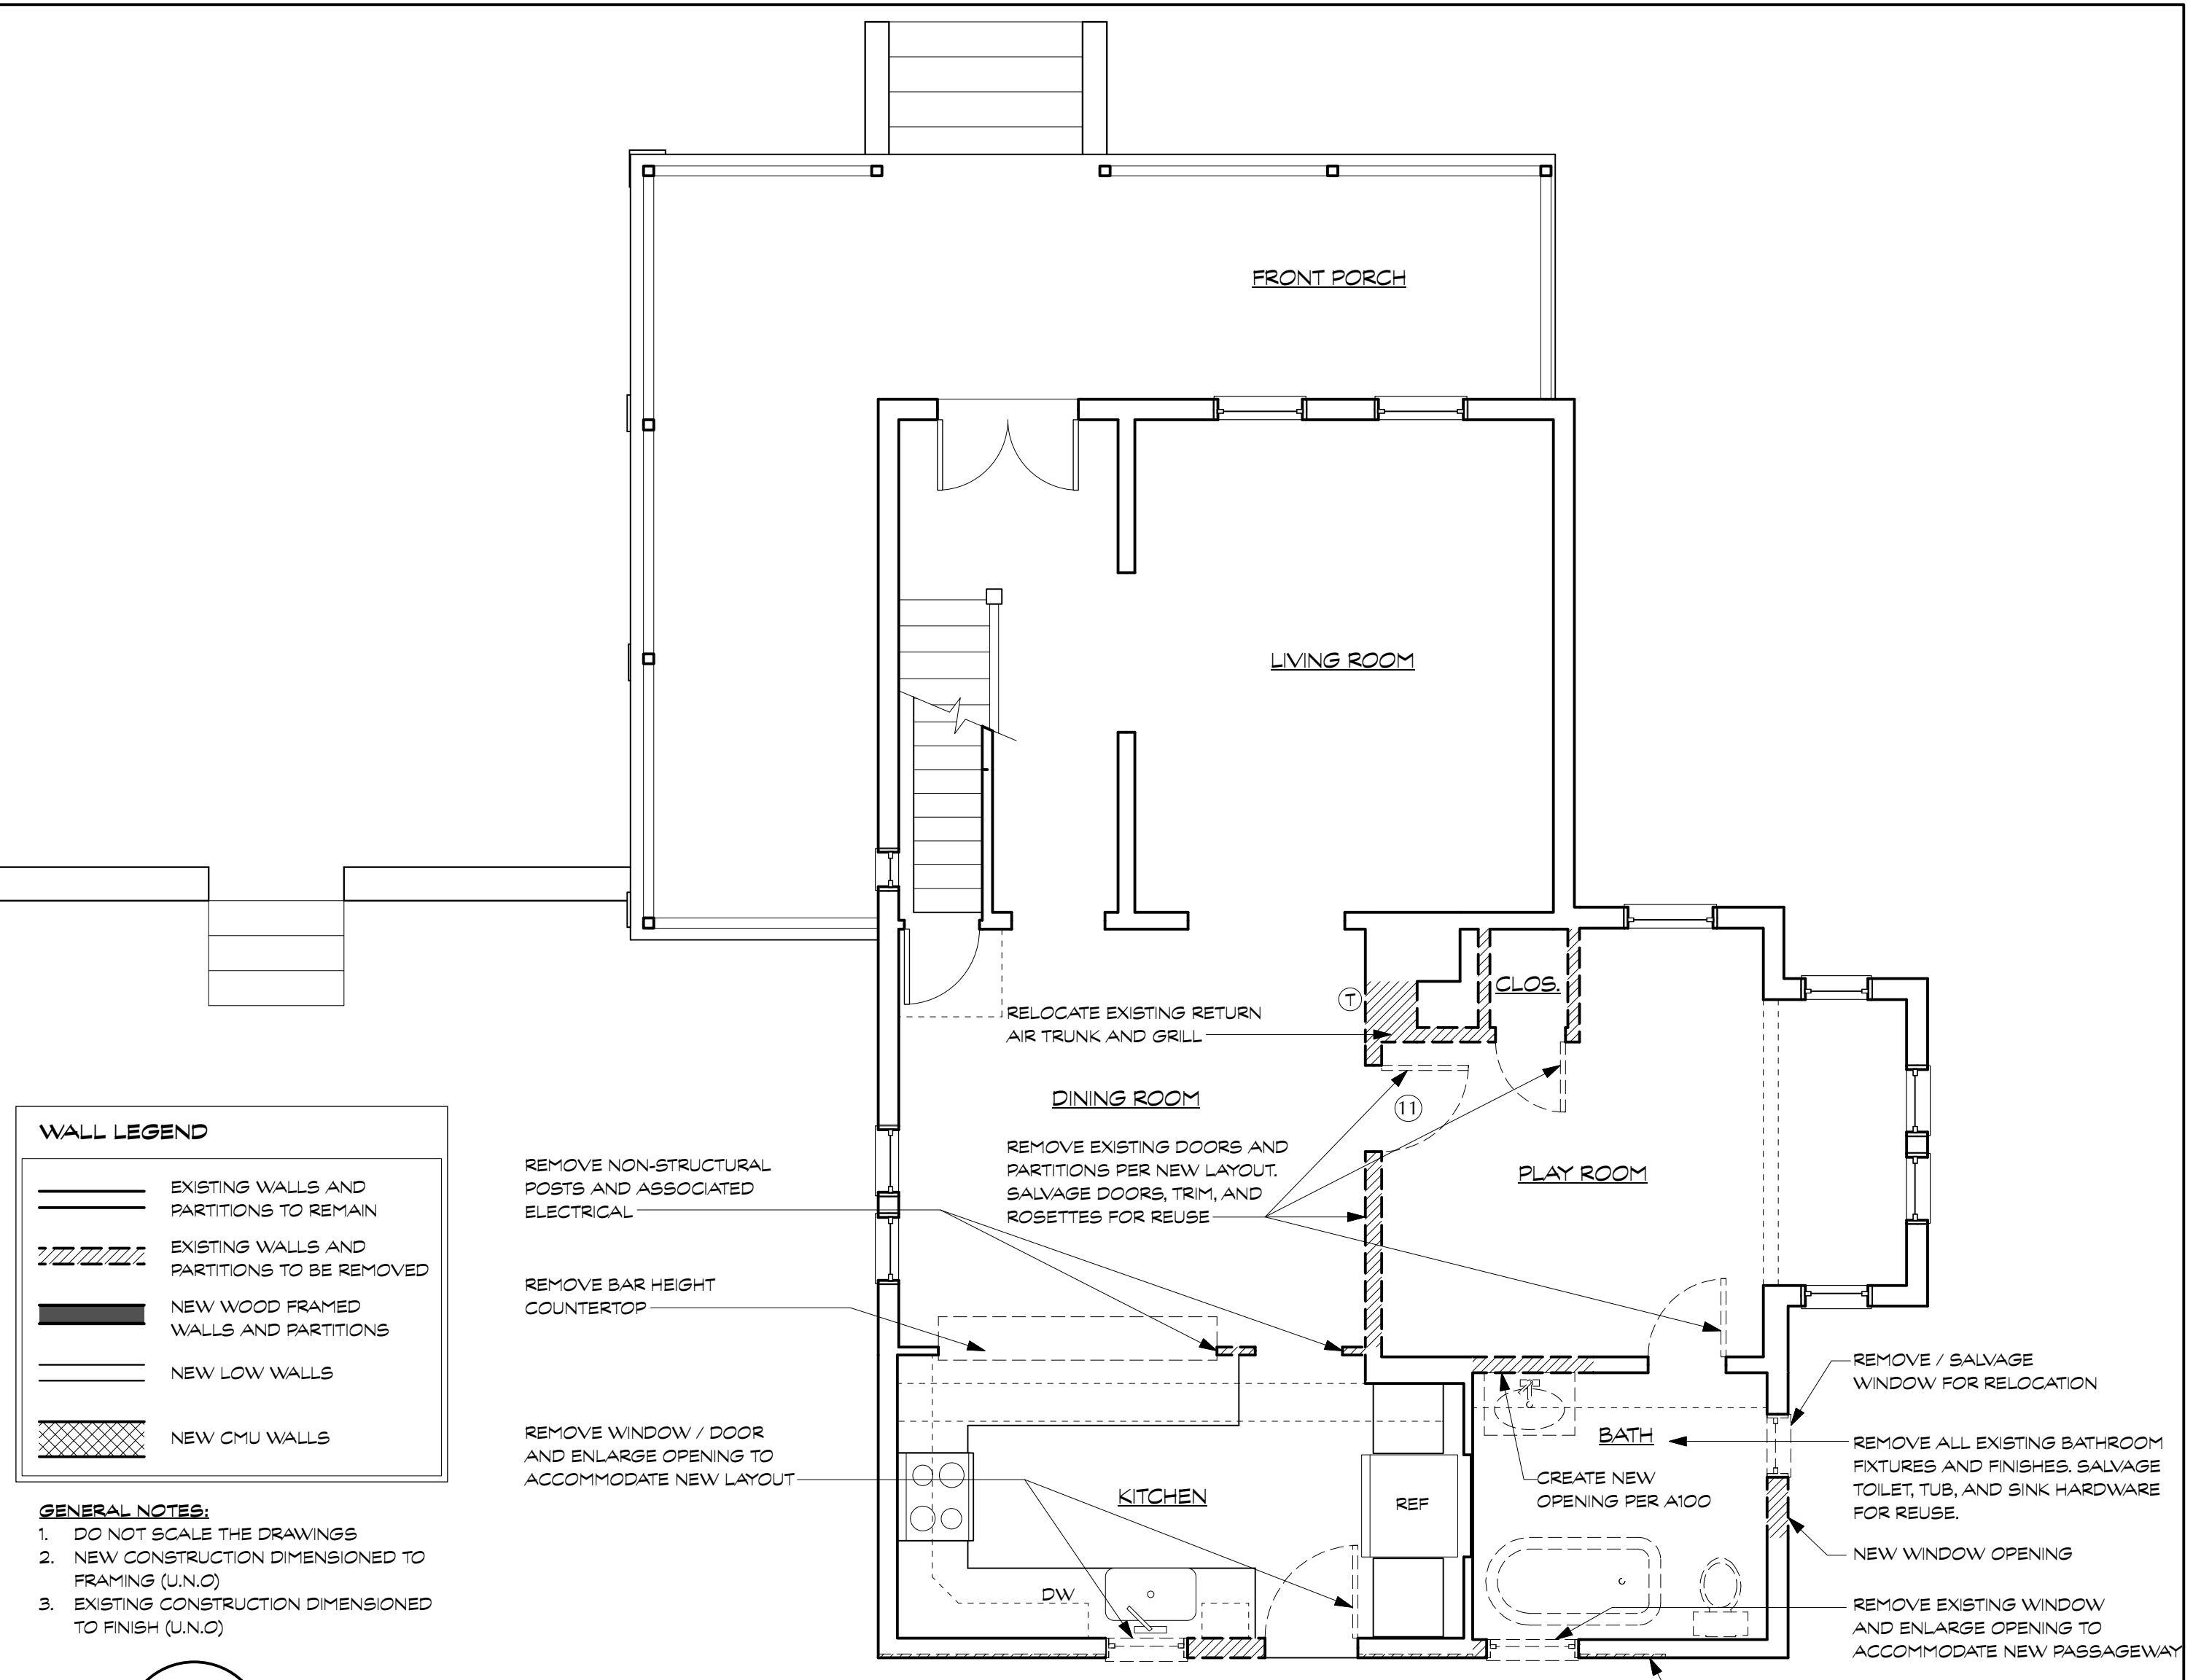 FRONT PORCH
LIVING ROOM
CLOS.
T
RELOCATE EXISTING RETURN
AIR TRUNK AND GRILL
DINING ROOM
11
REMOVE EXISTING DOORS AND
PARTITIONS PER NEW LAYOUT.
SALVAGE DOORS, TRIM, AND
ROSETTES FOR REUSE
PLAY ROOM
REMOVE NON-STRUCTURAL
POSTS AND ASSOCIATED
ELECTRICAL
REMOVE BAR HEIGHT
COUNTERTOP
REMOVE WINDOW / DOOR
AND ENLARGE OPENING TO
ACCOMMODATE NEW LAYOUT
KITCHEN
REF
DW
BATH
CREATE NEW
OPENING PER A100
REMOVE / SALVAGE
WINDOW FOR RELOCATION
REMOVE ALL EXISTING BATHROOM
FIXTURES AND FINISHES. SALVAGE
TOILET, TUB, AND SINK HARDWARE
FOR REUSE.
NEW WINDOW OPENING
REMOVE EXISTING WINDOW
AND ENLARGE OPENING TO
ACCOMMODATE NEW PASSAGEWAY
WALL LEGEND
EXISTING WALLS AND
PARTITIONS TO REMAIN
EXISTING WALLS AND
PARTITIONS TO BE REMOVED
NEW WOOD FRAMED
WALLS AND PARTITIONS
NEW LOW WALLS
NEW CMU WALLS
GENERAL NOTES:
1. DO NOT SCALE THE DRAWINGS
2. NEW CONSTRUCTION DIMENSIONED TO
FRAMING (U.N.O)
3. EXISTING CONSTRUCTION DIMENSIONED
TO FINISH (U.N.O)